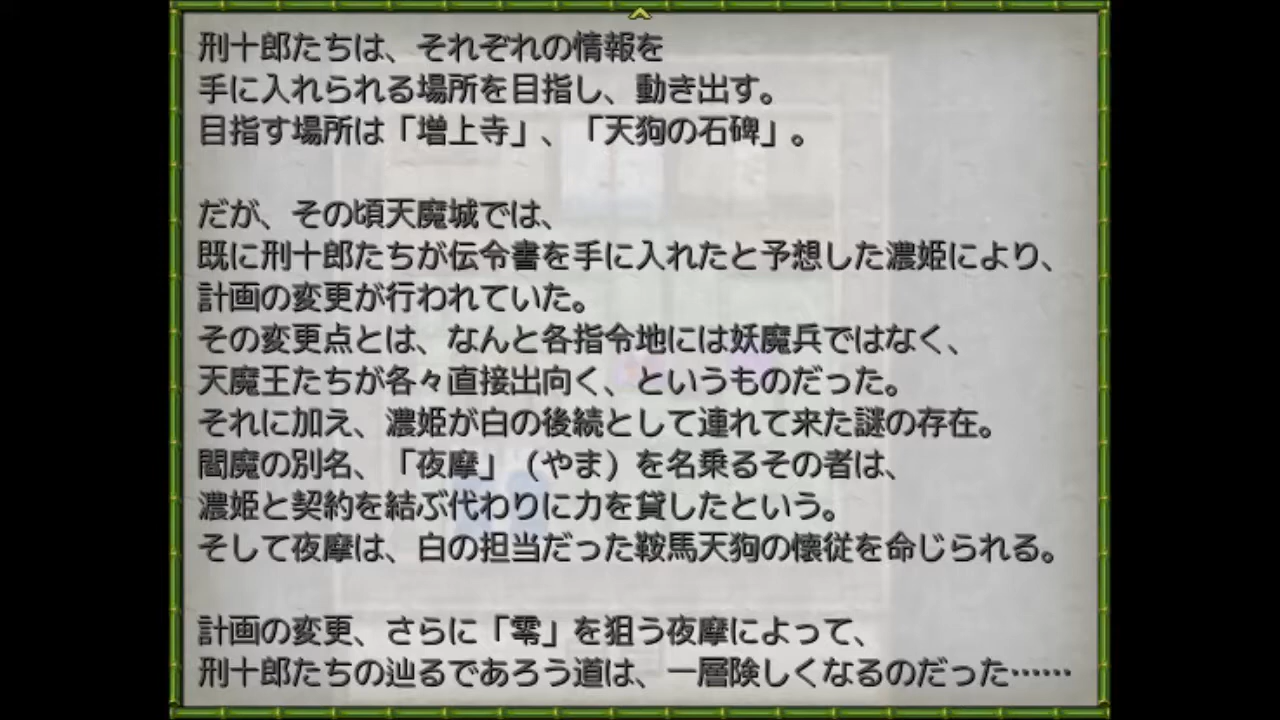 刑十郎たちは、それぞれの情報を
手に入れられる場所を目指し、動き出す。
目指す場所は「増上寺」、「天狗の石碑」。
だが、その頃天魔城では、
既に刑十郎たちが伝令書を手に入れたと予想した濃姫により、
計画の変更が行われていた。
その変更点とは、なんと各指令地には妖魔兵ではなく、
天魔王たちが各々直接出向く、というものだった。
それに加え、濃姫が白の後続として連れて来た謎の存在。
閻魔の別名、「夜摩」（やま）を名乗るその者は、
濃姫と契約を結ぶ代わりに力を貸したという。
そして夜摩は、白の担当だった鞍馬天狗の懐従を命じられる。
計画の変更、さらに「零」を狙う夜摩によって、
刑十郎たちの辿るであろう道は、一層険しくなるのだった……